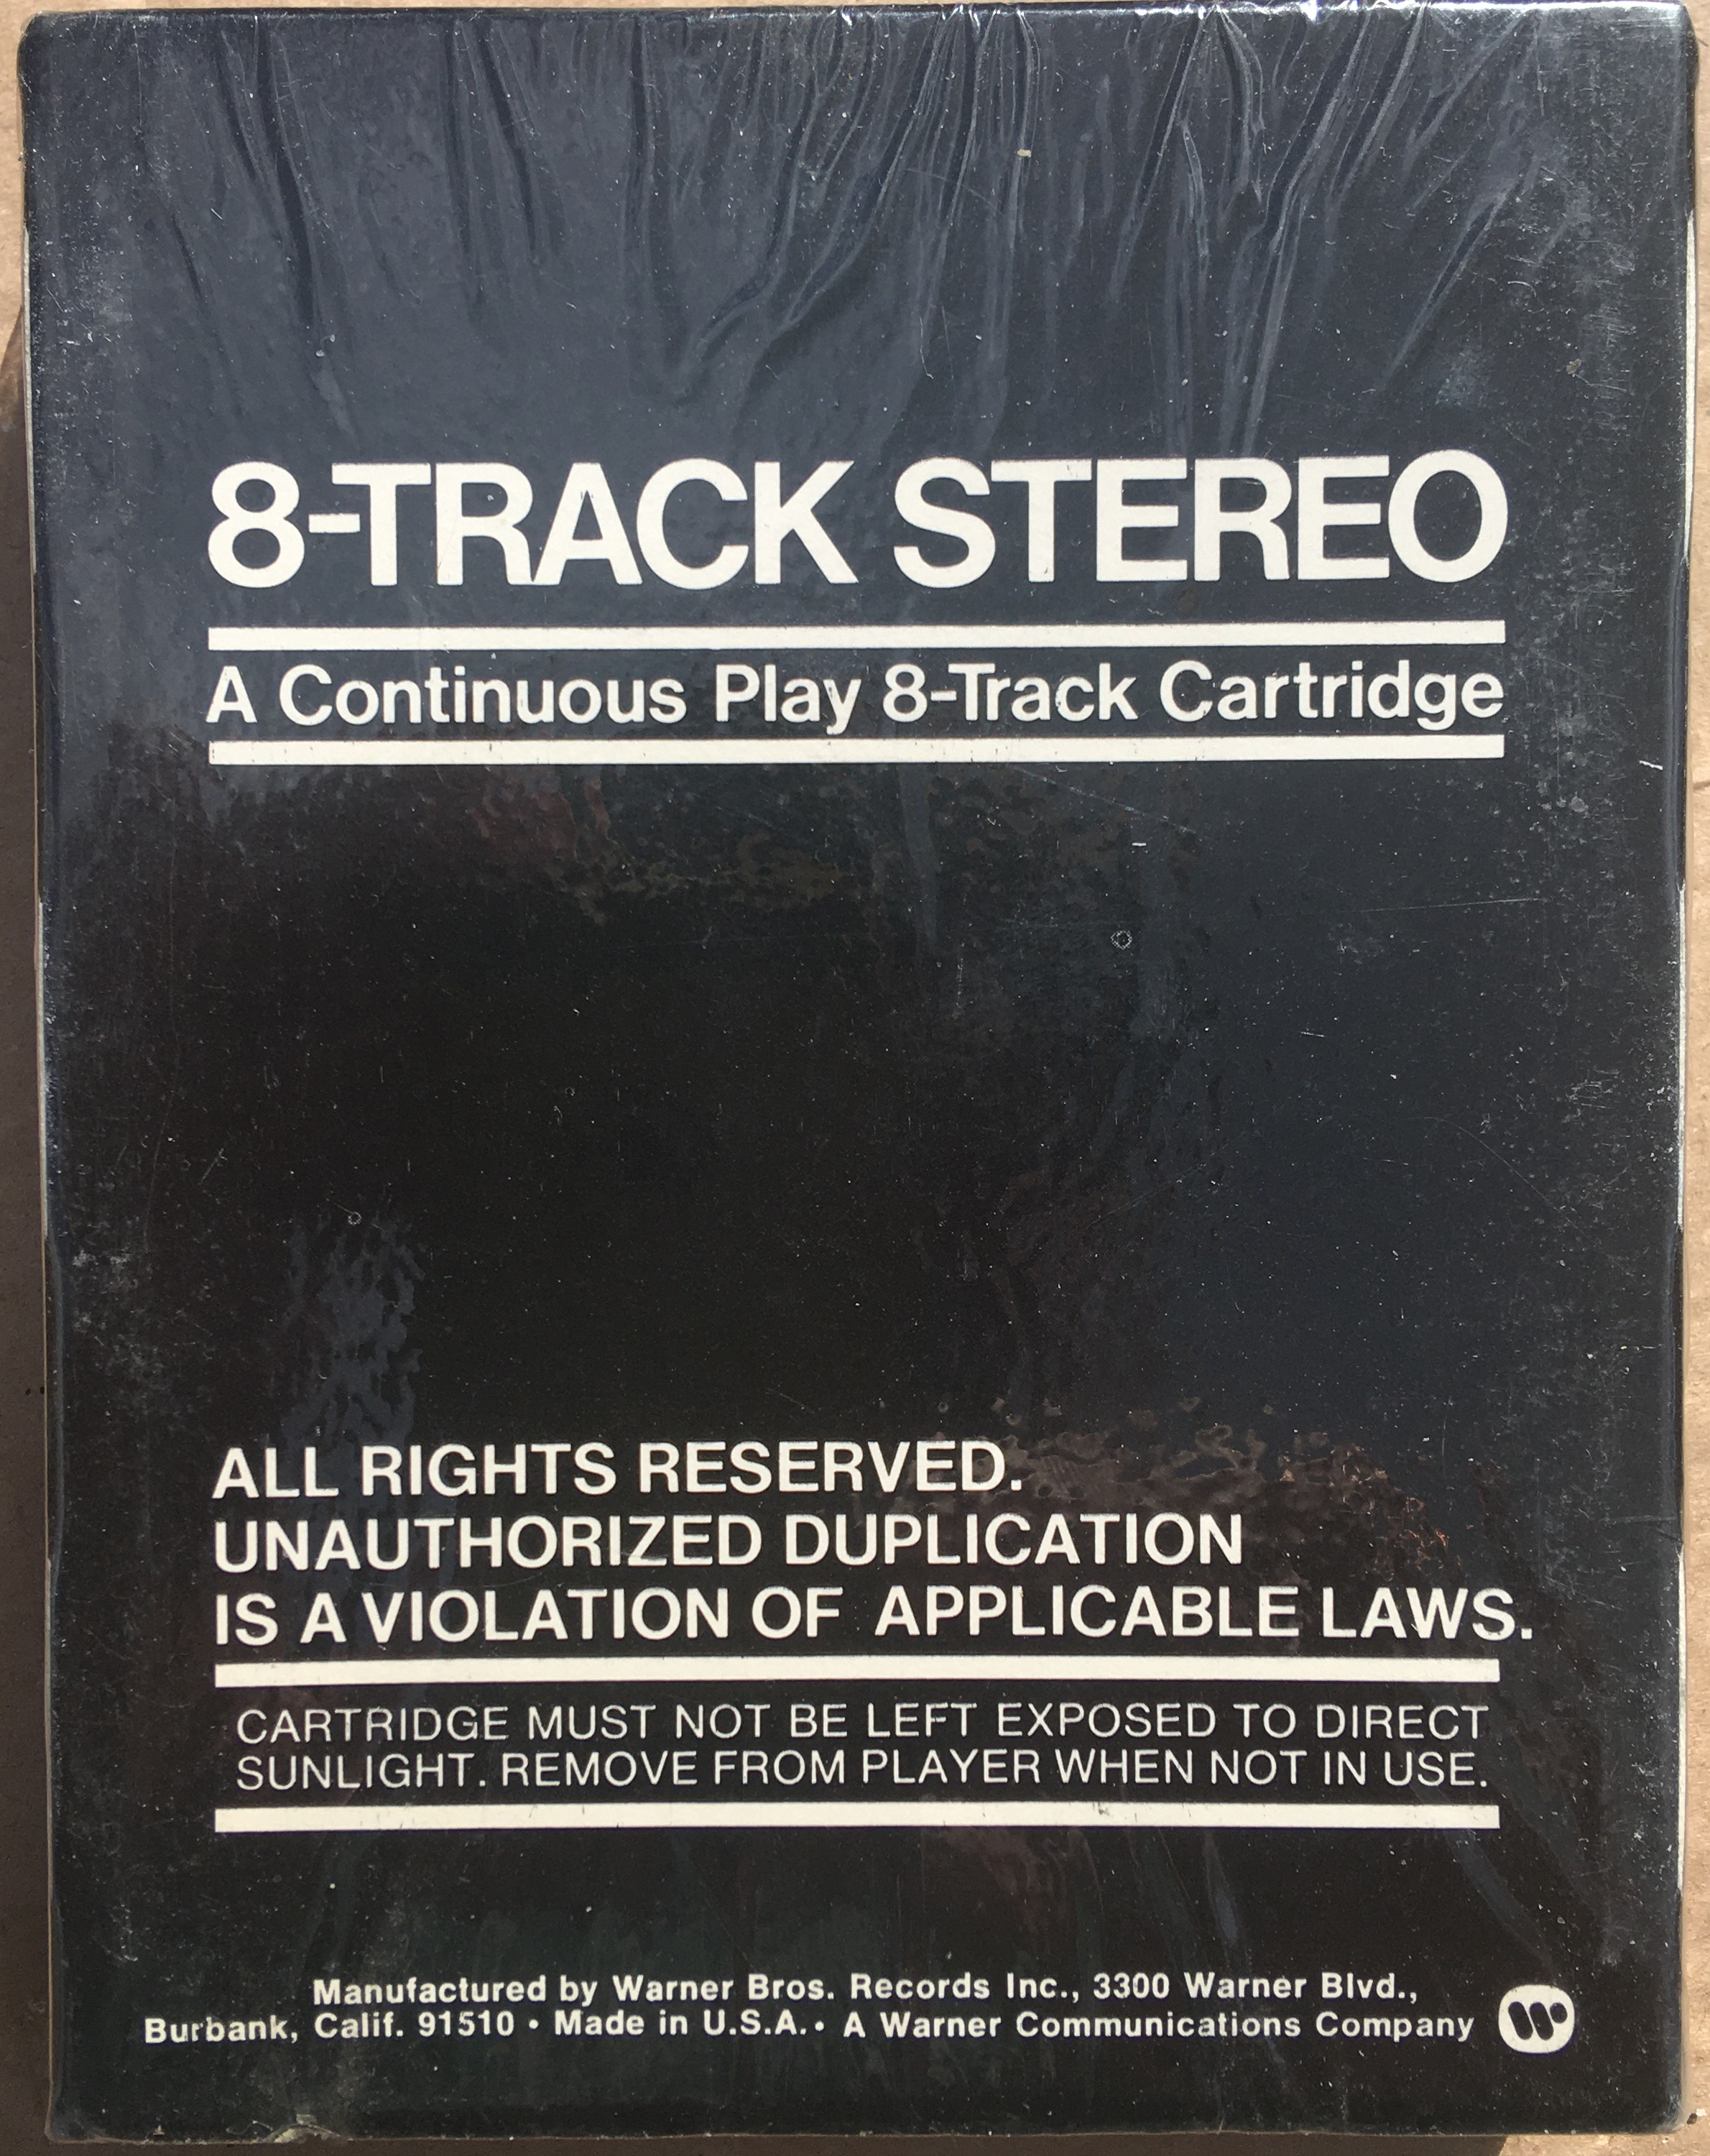 8-TRACK STEREO
A Continuous Play 8-Track Cartridge
ALL RIGHTS RESERVED.
UNAUTHORIZED DUPLICATION
IS A VIOLATION OF APPLICABLE LAWS.
CARTRIDGE MUST NOT BE LEFT EXPOSED TO DIRECT
SUNLIGHT. REMOVE FROM PLAYER WHEN NOT IN USE.
Manufactured by Warner Bros. Records Inc., 3300 Warner Blvd.,
Burbank, Calif. 91510 • Made in U.S.A. • A Warner Communications Company